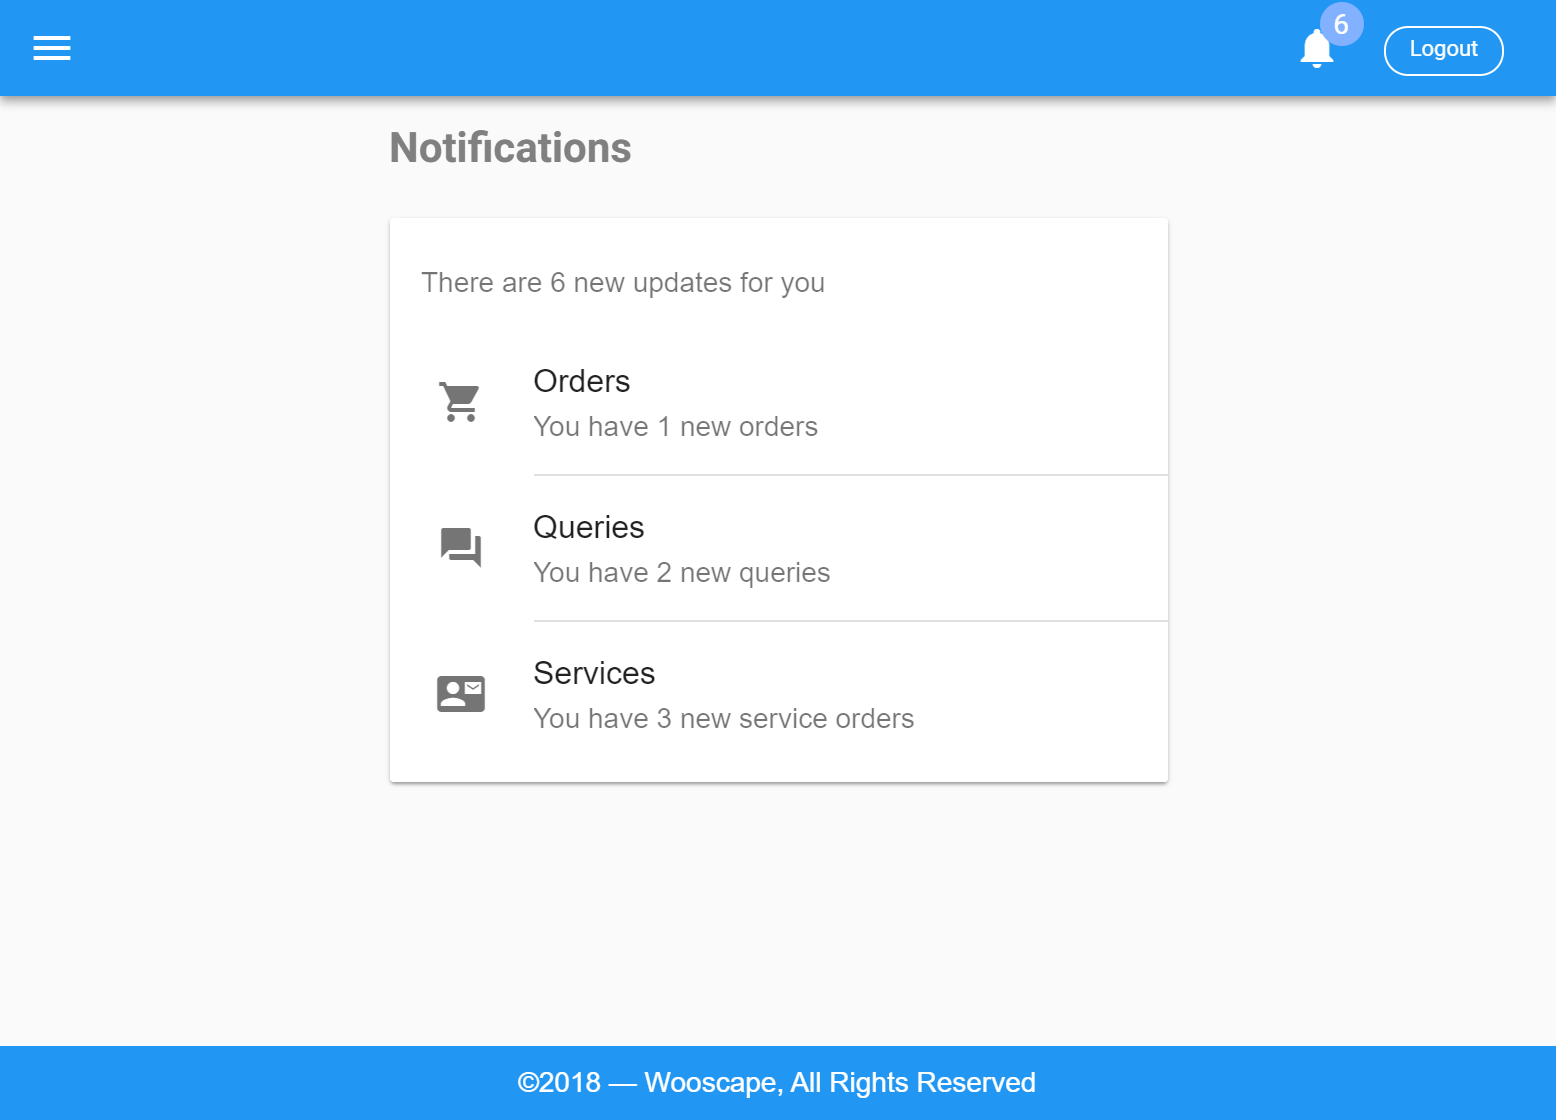 6
Logout
Notifications
There are 6 new updates for you
Orders
You have 1 new orders
Queries
You have 2 new queries
Services
You have 3 new service orders
©2018 — Wooscape, All Rights Reserved